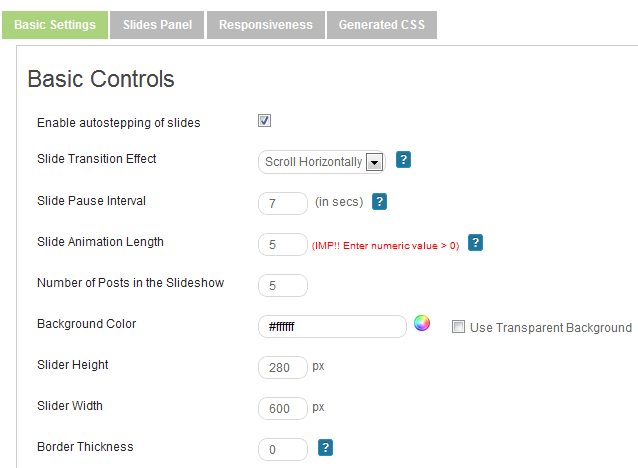 Basic Settings Slides Panel Responsiveness Generated CSS
Basic Controls
Enable autostepping of slides
Slide Transition Effect Scroll Horizontally ?
Slide Pause Interval 7 (in secs) ?
Slide Animation Length 5 (IMP!! Enter numeric value > 0) ?
Number of Posts in the Slideshow 5
Background Color #ffffff Use Transparent Background
Slider Height 280 px
Slider Width 600 px
Border Thickness 0 ?